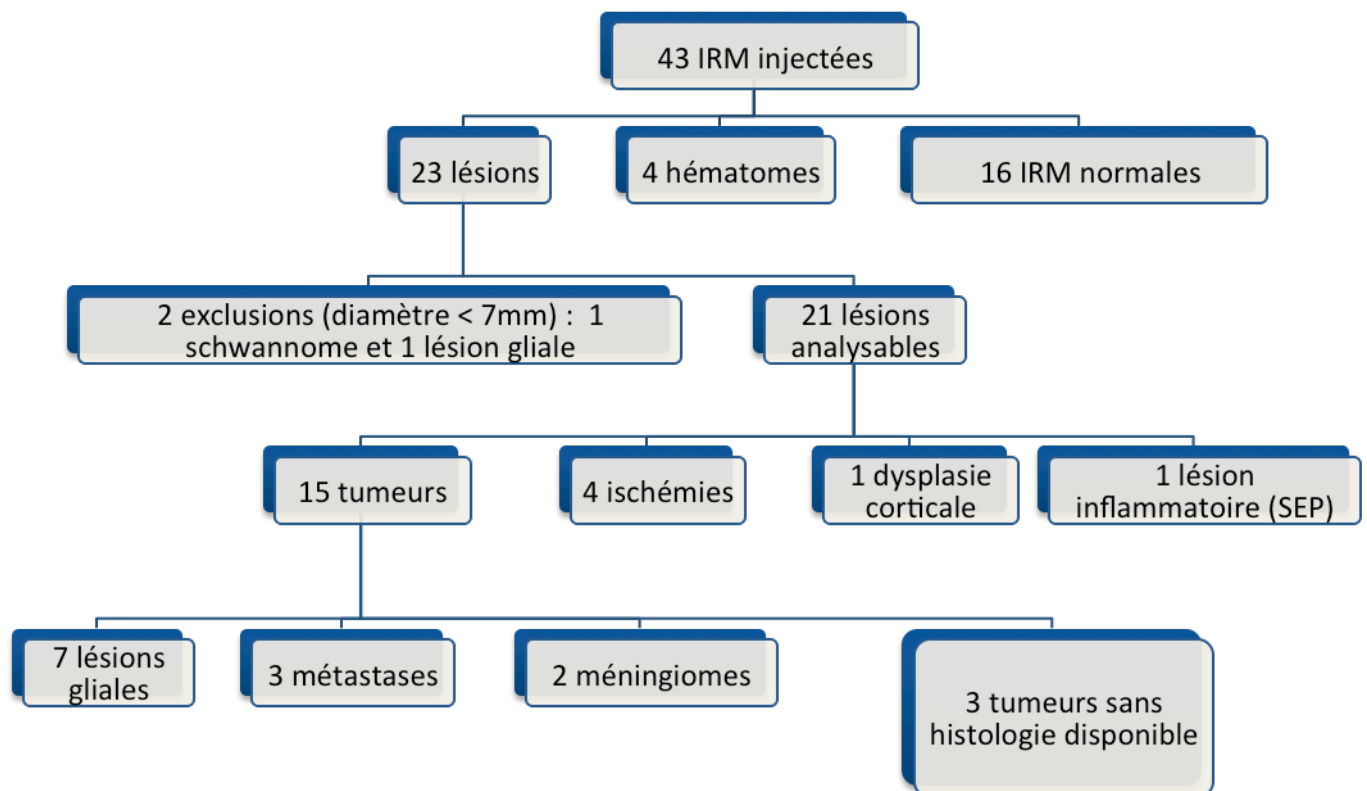 43 IRM injectées
23 lésions
4 hématomes
16 IRM normales
2 exclusions (diamètre < 7mm) : 1
schwannome et 1 lésion gliale
21 lésions
analysables
15 tumeurs
4 ischémies
1 dysplasie
corticale
1 lésion
inflammatoire (SEP)
7 lésions
gliales
3 métastases
2 méningiomes
3 tumeurs sans
histologie disponible